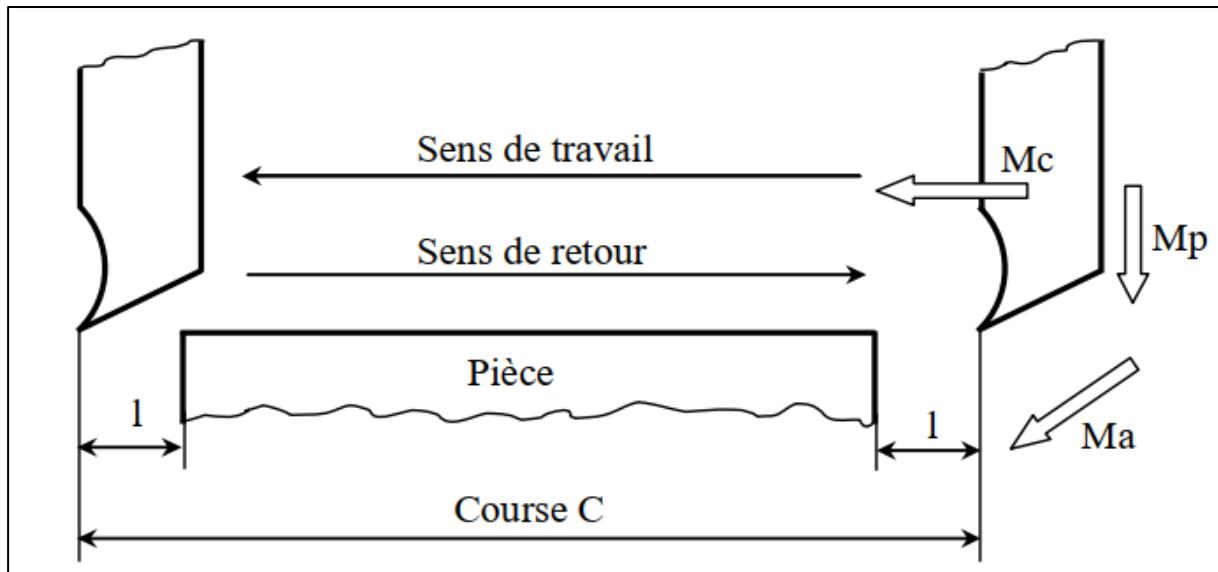 Sens de travail
Mc
Mp
Sens de retour
Pièce
l
l
Ma
Course C